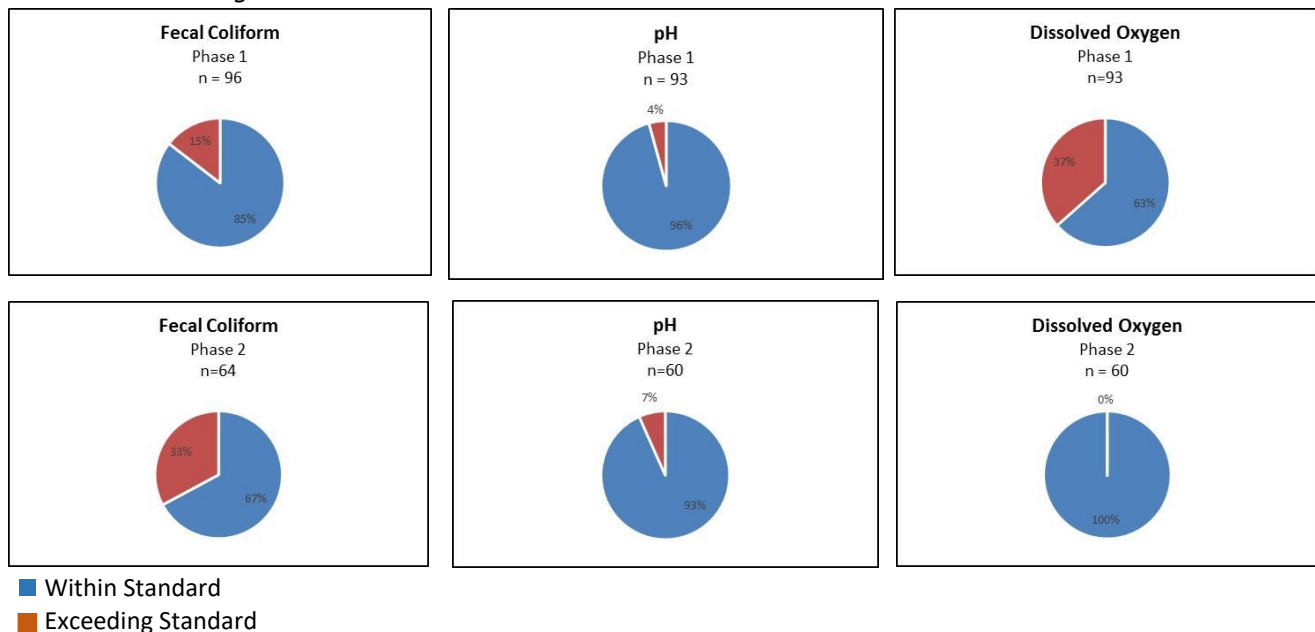 Fecal Coliform
Phase 1
n = 96
15%
85%
pH
Phase 1
n = 93
4%
96%
Dissolved Oxygen
Phase 1
n=93
37%
63%
Fecal Coliform
Phase 2
n=64
33%
67%
pH
Phase 2
n=60
7%
93%
Dissolved Oxygen
Phase 2
n = 60
0%
100%
Within Standard
Exceeding Standard